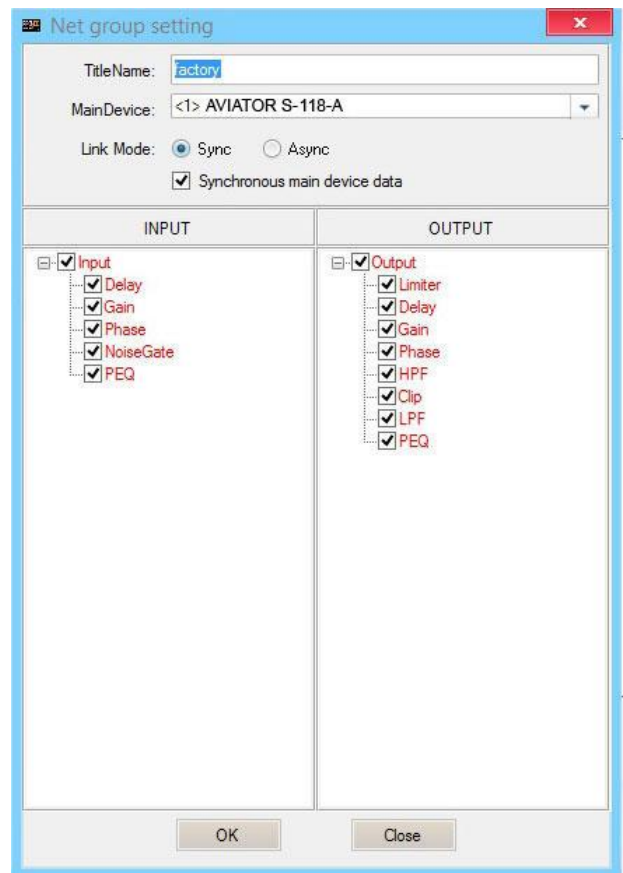 Net group setting
TitleName: factory
MainDevice: <1> AVIATOR S-118-A
Link Mode: Sync Async
Synchronous main device data
INPUT
Input
Delay
Gain
Phase
NoiseGate
PEQ
OUTPUT
Output
Limiter
Delay
Gain
Phase
HPF
Clip
LPF
PEQ
OK Close